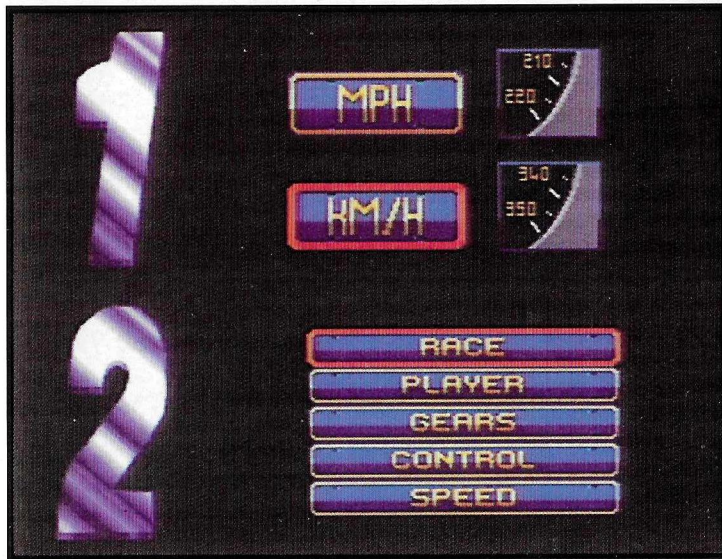 1
MPH
210
220
KM/H
340
350
2
RACE
PLAYER
GEARS
CONTROL
SPEED